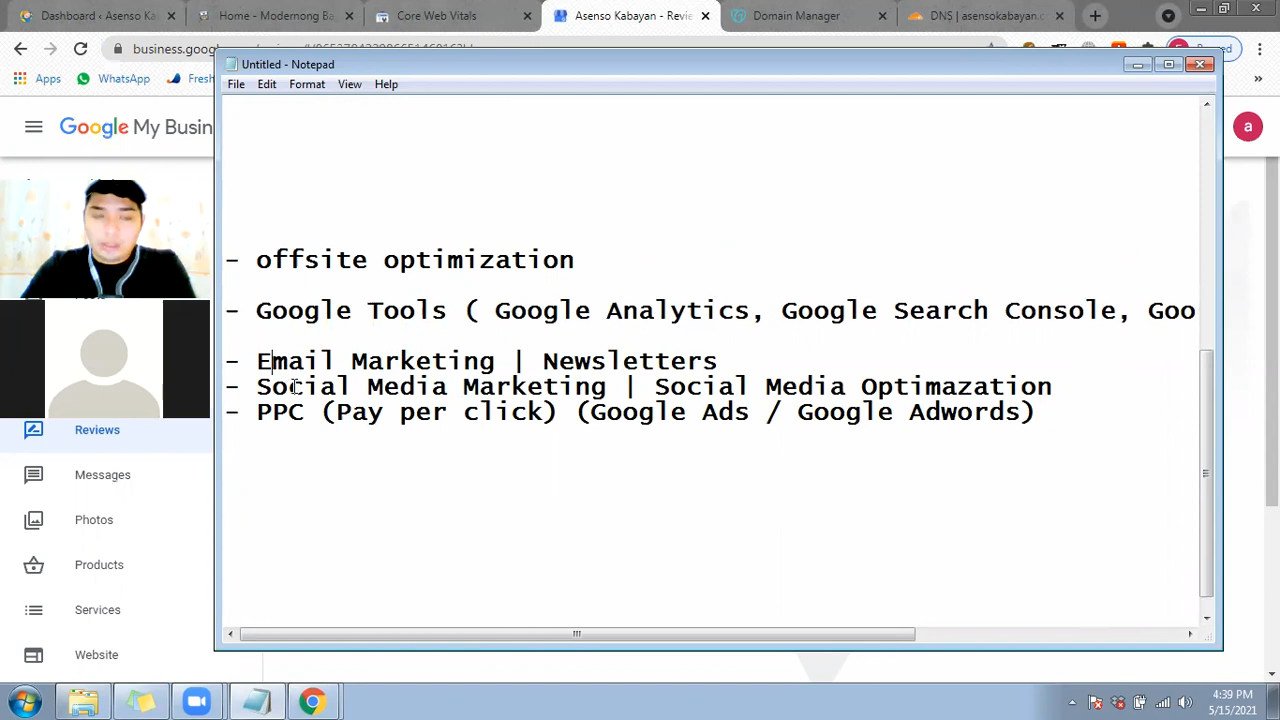 Dashboard ‹ Asenso Ka
Home - Modernong Ba
Core Web Vitals
Asenso Kabayan - Revie
Domain Manager
DNS | asensokabayan.c
business.goog
Apps
WhatsApp
Fresh
Untitled - Notepad
File Edit Format View Help
Google My Busin
a
- offsite optimization
- Google Tools ( Google Analytics, Google Search Console, Goo
- Email Marketing | Newsletters
- Social Media Marketing | Social Media Optimazation
- PPC (Pay per click) (Google Ads / Google Adwords)
Reviews
Messages
Photos
Products
Services
Website
4:39 PM
5/15/2021